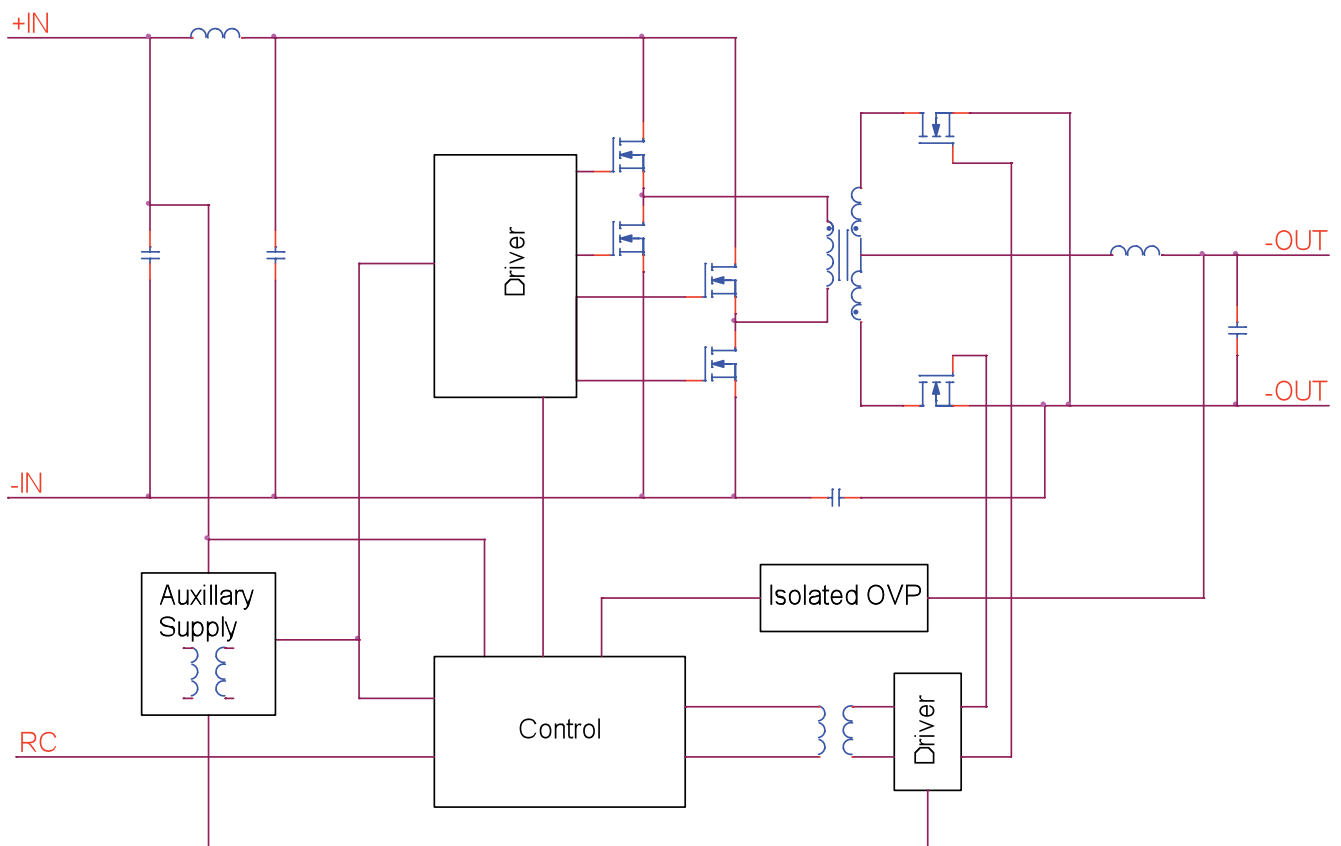 +IN
Driver
-OUT
-OUT
-IN
Auxillary
Supply
Isolated OVP
Control
Driver
RC